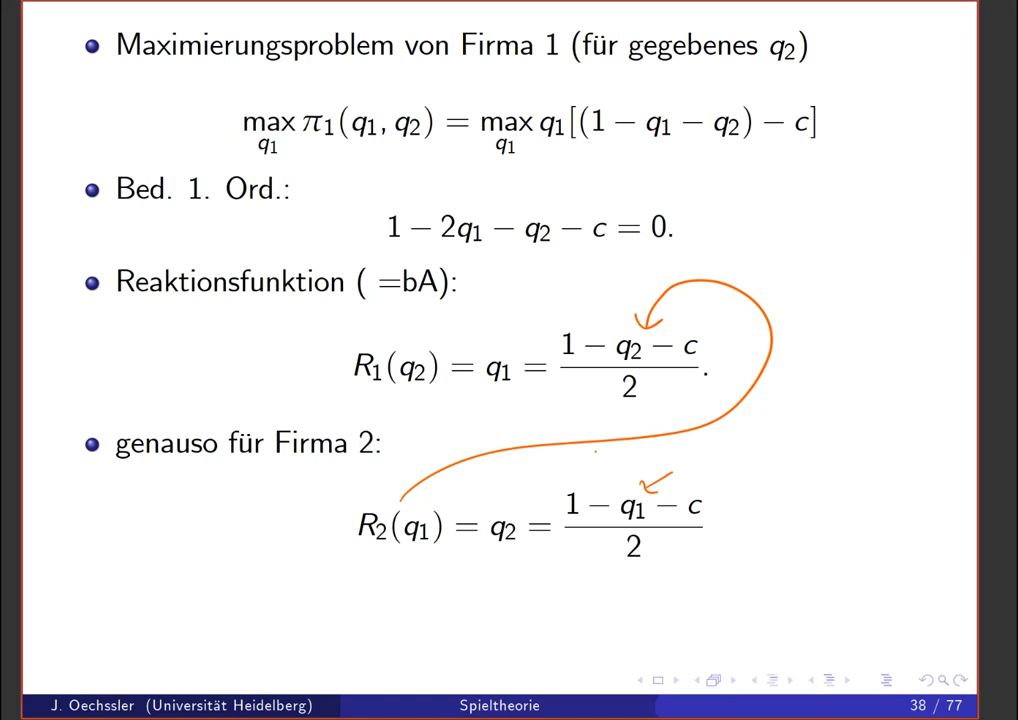 Maximierungsproblem von Firma 1 (für gegebenes q₂)
max π₁(q₁, q₂) = max q₁[(1 − q₁ − q₂) − c]
q₁ q₁
Bed. 1. Ord.:
1 − 2q₁ − q₂ − c = 0.
Reaktionsfunktion ( =bA):
R₁(q₂) = q₁ = (1 − q₂ − c)/2.
genauso für Firma 2:
R₂(q₁) = q₂ = (1 − q₁ − c)/2
J. Oechssler (Universität Heidelberg) Spieltheorie 38 / 77